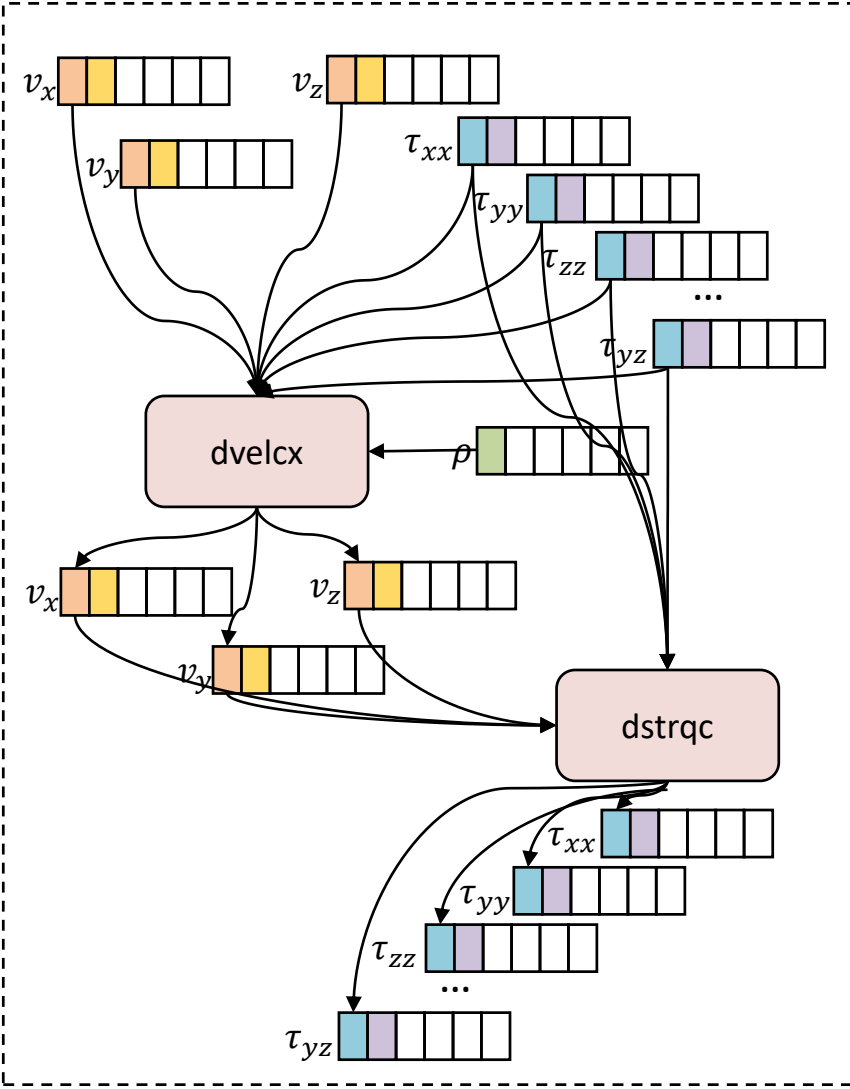 v_x
v_z
v_y
τ_xx
τ_yy
τ_zz
...
τ_yz
dvelcx
ρ
v_x
v_z
v_y
dstrqc
τ_xx
τ_yy
τ_zz
...
τ_yz